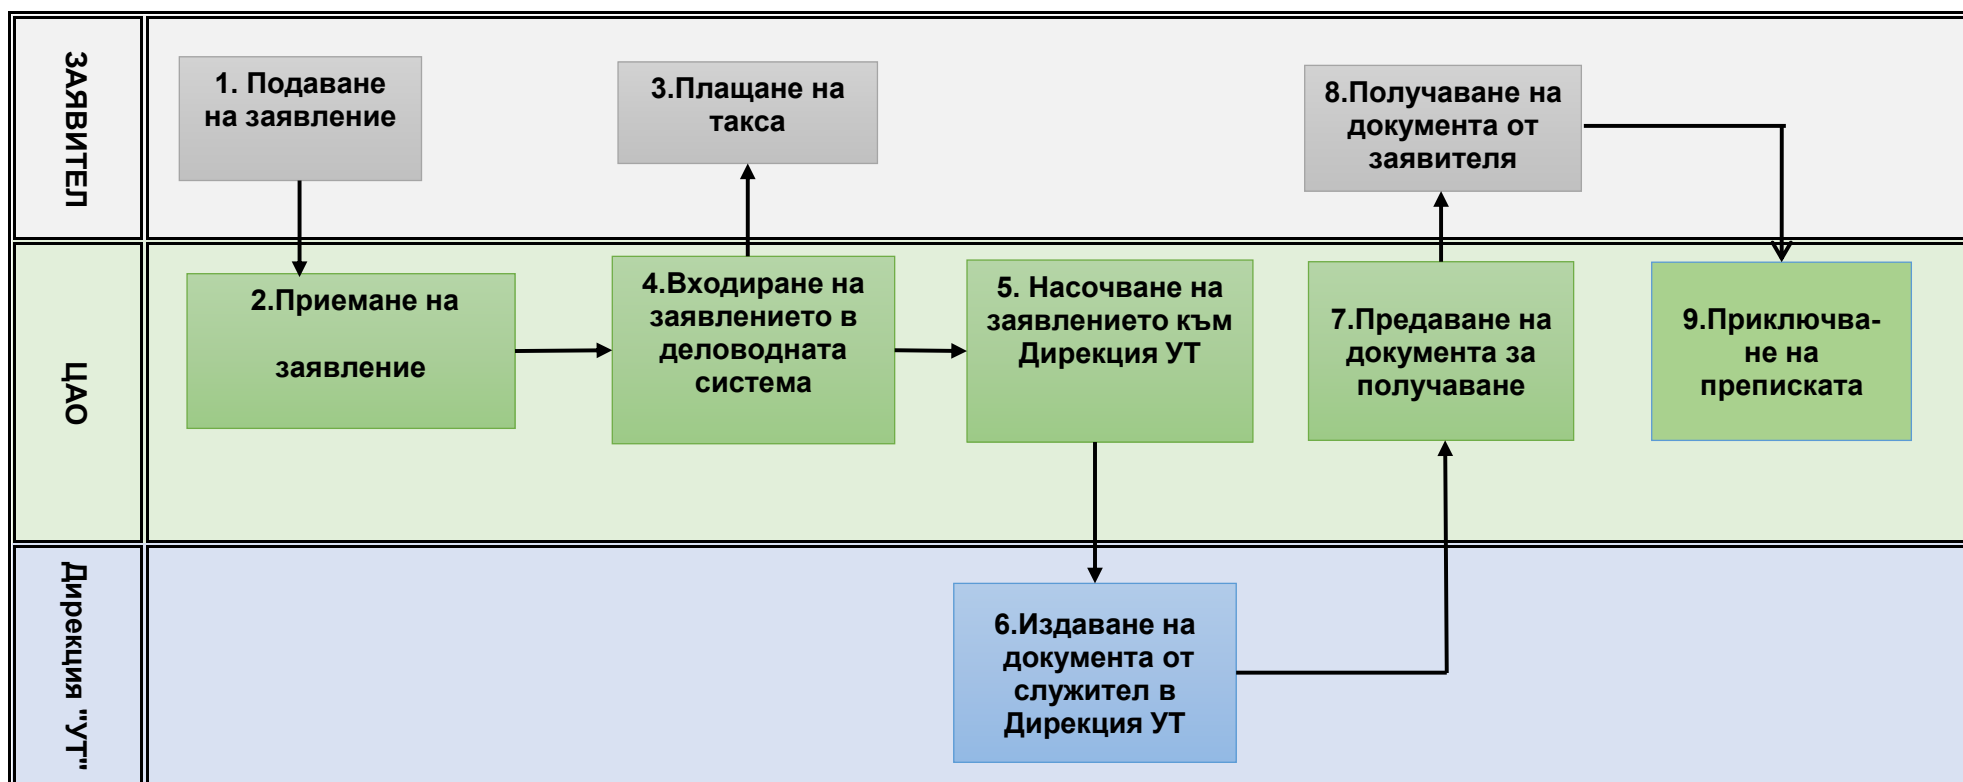 ЗАЯВИТЕЛ
1. Подаване
на заявление
3.Плащане на
такса
8.Получаване на
документа от
заявителя
ЦАО
2.Приемане на
заявление
4.Входиране на
заявлението в
деловодната
система
5. Насочване на
заявлението към
Дирекция УТ
7.Предаване на
документа за
получаване
9.Приключва-
не на
преписката
Дирекция "УТ"
6.Издаване на
документа от
служител в
Дирекция УТ